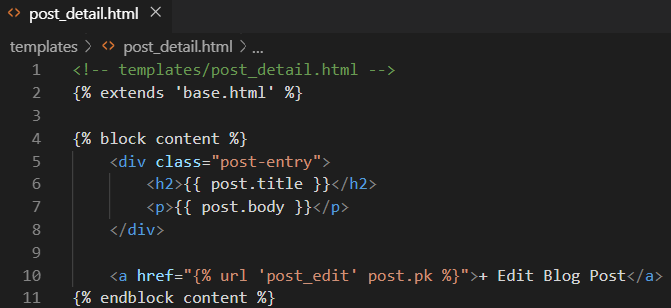 <> post_detail.html ×
templates > <> post_detail.html > ...
1 <!-- templates/post_detail.html -->
2 {% extends 'base.html' %}
3
4 {% block content %}
5     <div class="post-entry">
6         <h2>{{ post.title }}</h2>
7         <p>{{ post.body }}</p>
8     </div>
9
10     <a href="{% url 'post_edit' post.pk %}">+ Edit Blog Post</a>
11 {% endblock content %}